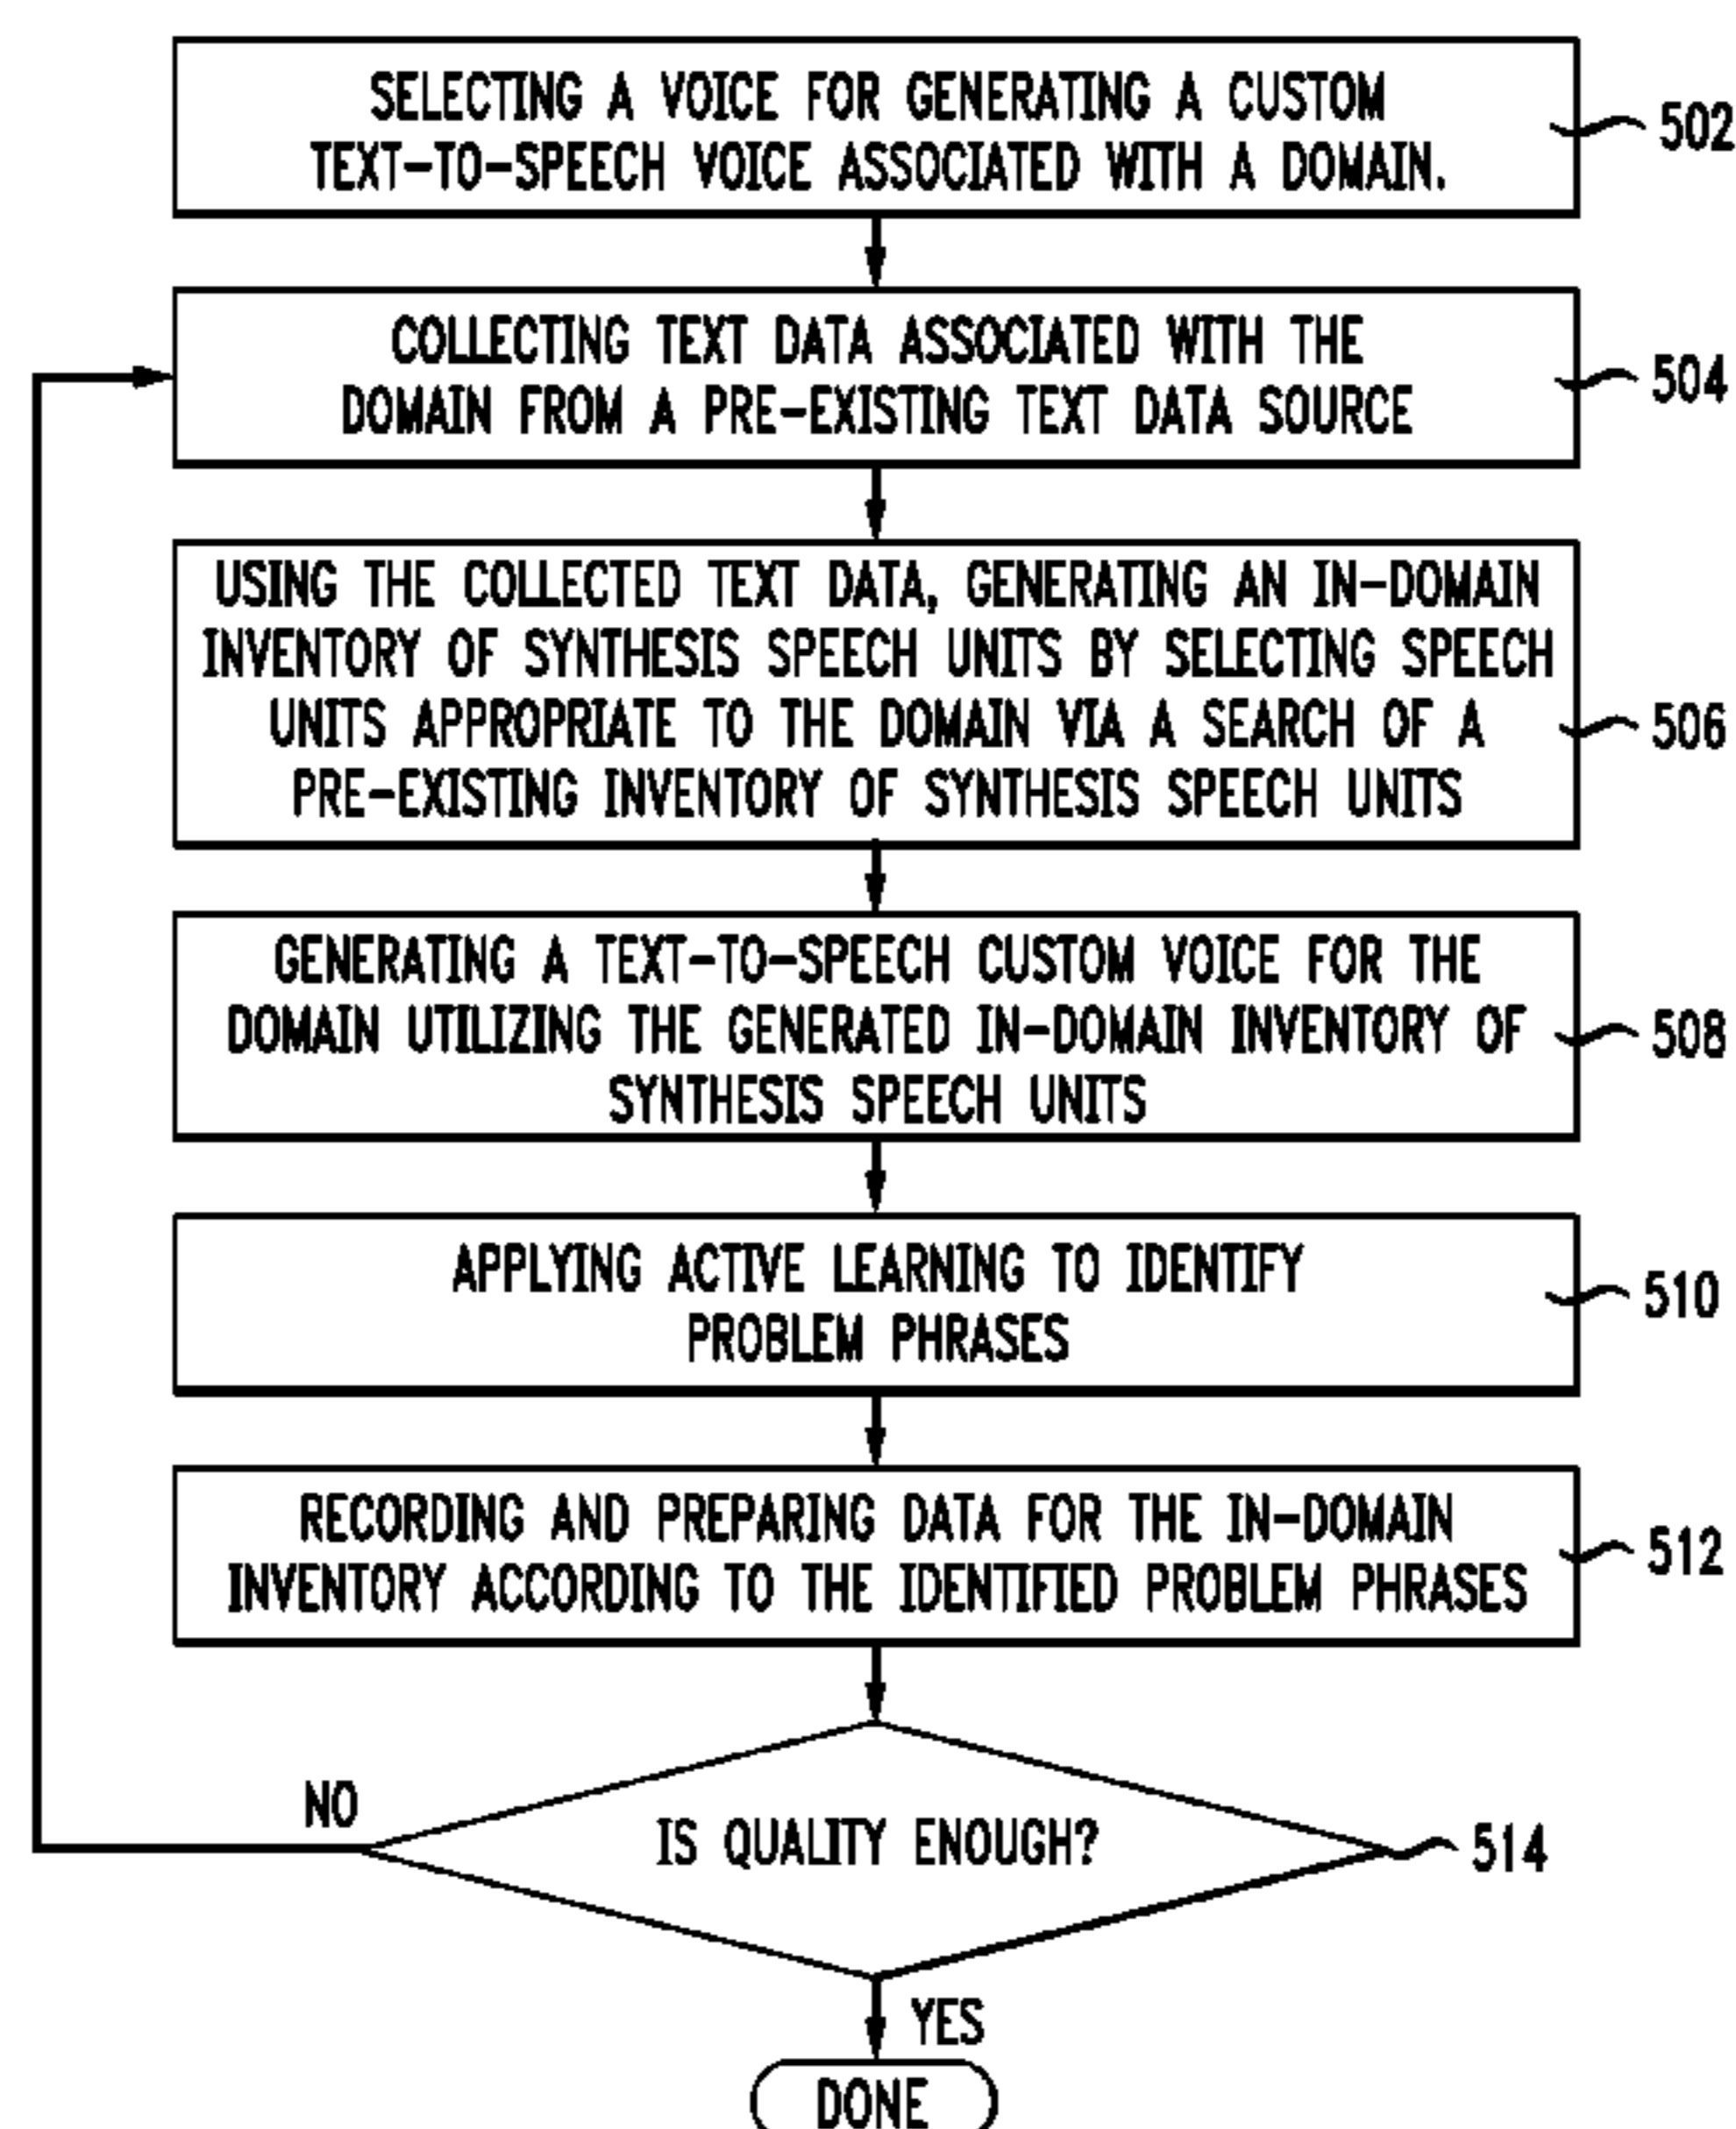 SELECTING A VOICE FOR GENERATING A CUSTOM
TEXT-TO-SPEECH VOICE ASSOCIATED WITH A DOMAIN.
502
COLLECTING TEXT DATA ASSOCIATED WITH THE
DOMAIN FROM A PRE-EXISTING TEXT DATA SOURCE
504
USING THE COLLECTED TEXT DATA, GENERATING AN IN-DOMAIN
INVENTORY OF SYNTHESIS SPEECH UNITS BY SELECTING SPEECH
UNITS APPROPRIATE TO THE DOMAIN VIA A SEARCH OF A
PRE-EXISTING INVENTORY OF SYNTHESIS SPEECH UNITS
506
GENERATING A TEXT-TO-SPEECH CUSTOM VOICE FOR THE
DOMAIN UTILIZING THE GENERATED IN-DOMAIN INVENTORY OF
SYNTHESIS SPEECH UNITS
508
APPLYING ACTIVE LEARNING TO IDENTIFY
PROBLEM PHRASES
510
RECORDING AND PREPARING DATA FOR THE IN-DOMAIN
INVENTORY ACCORDING TO THE IDENTIFIED PROBLEM PHRASES
512
NO
IS QUALITY ENOUGH?
514
YES
DONE